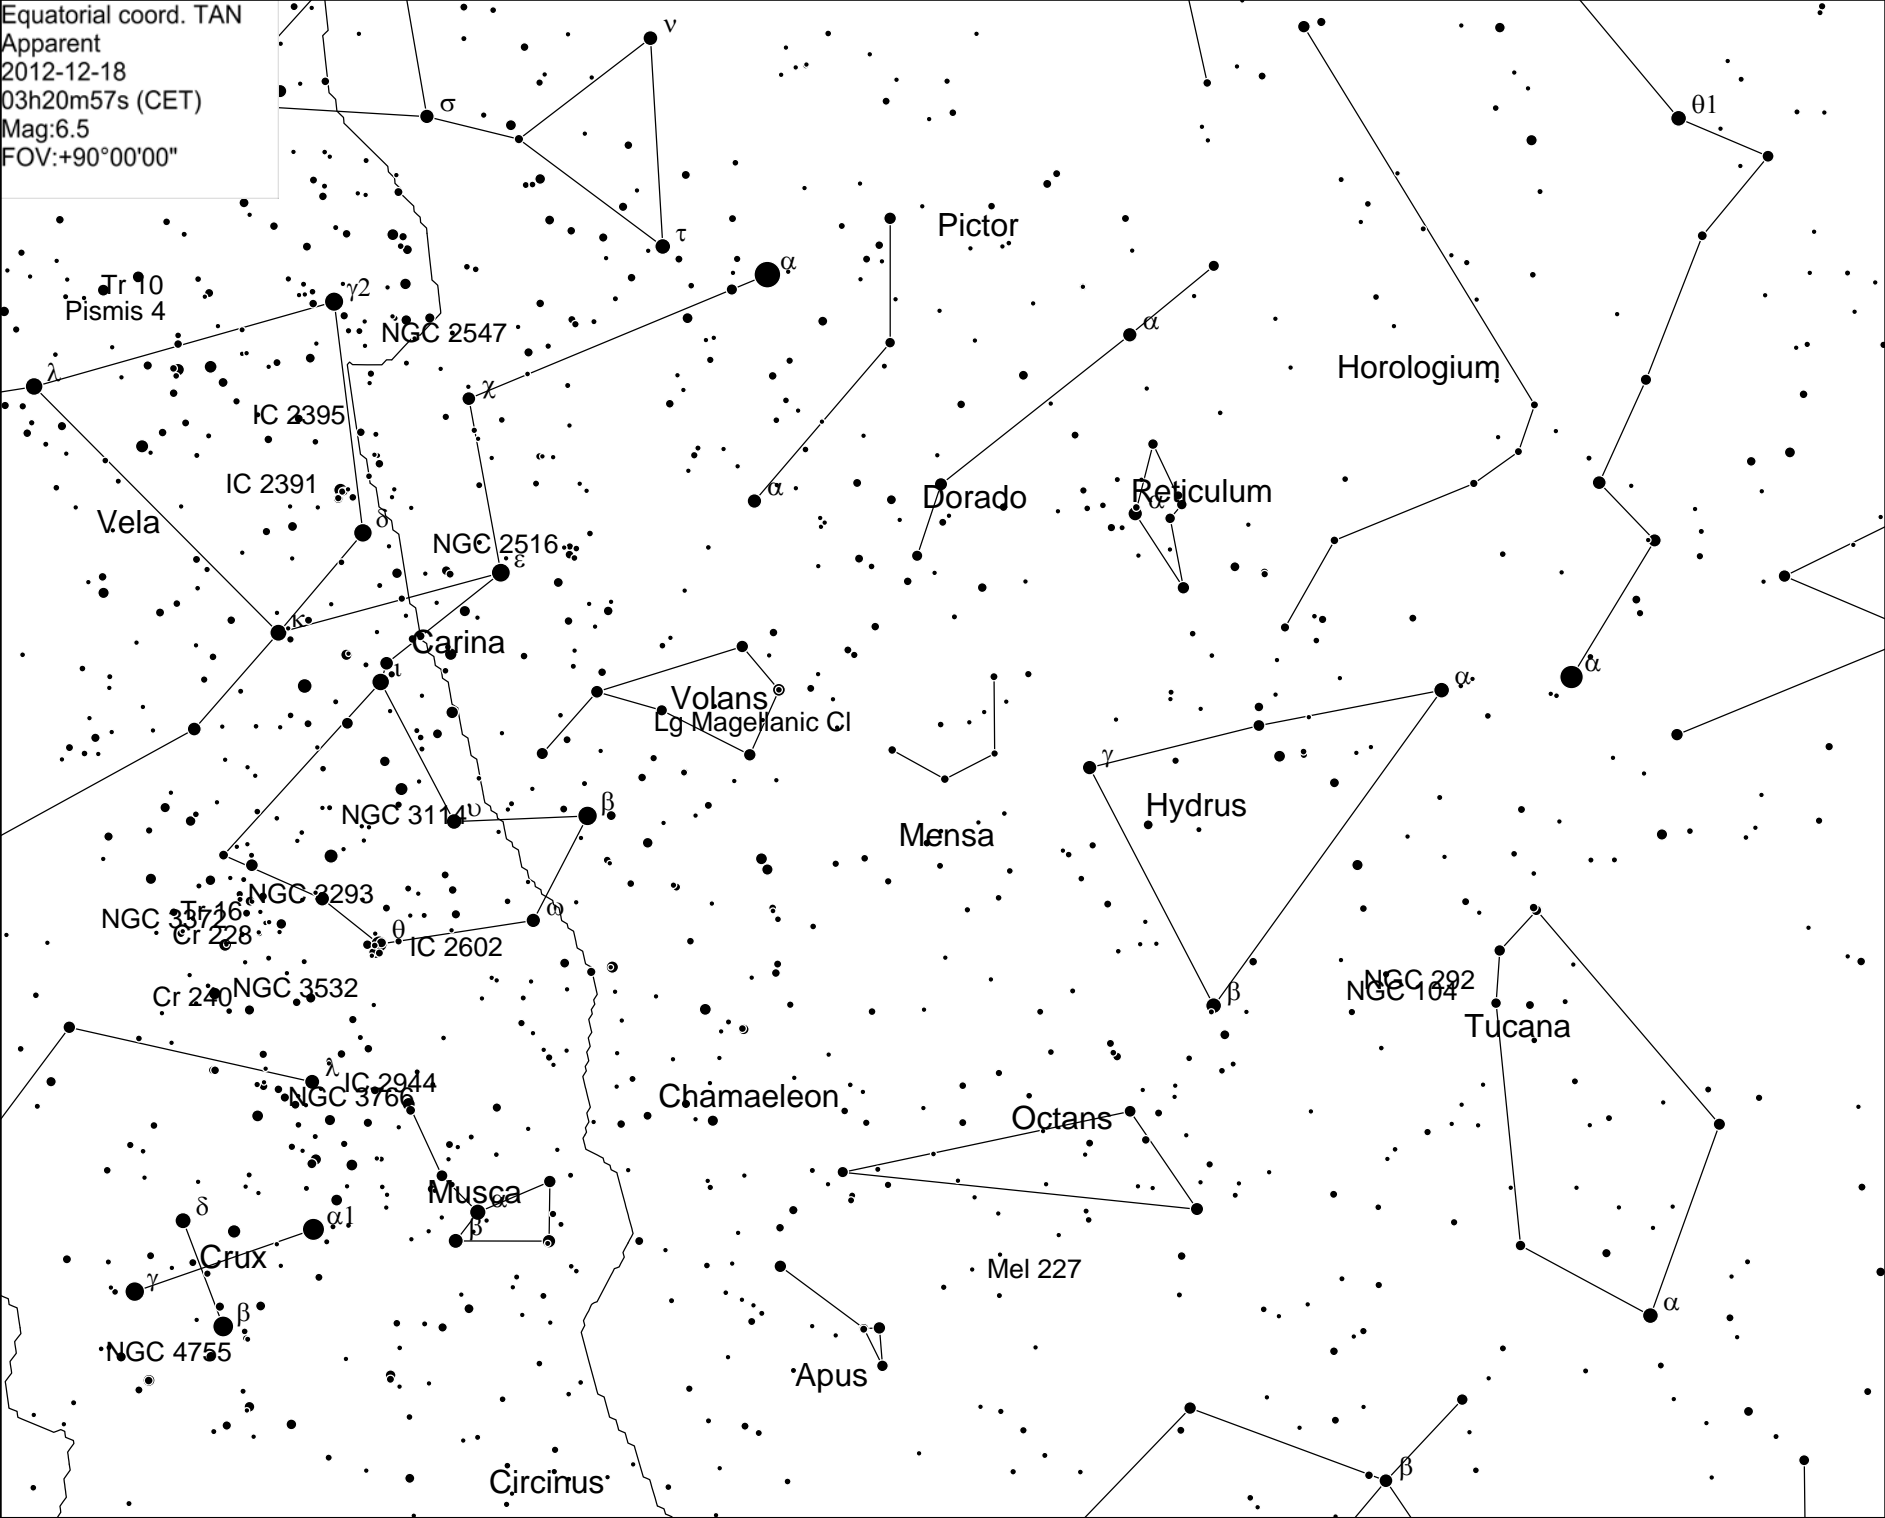 Equatorial coord. TAN
Apparent
2012-12-18
03h20m57s (CET)
Mag:6.5
FOV:+90°00'00"
ν
σ
θ1
τ
Pictor
α
Tr 10
γ2
Pismis 4
α
NGC 2547
λ
χ
Horologium
IC 2395
IC 2391
α
Dorado
Reticulum
α
Vela
δ
NGC 2516
ε
κ
Carina
ι
α
α
Volans
Lg Magellanic Cl
γ
Hydrus
NGC 3114
υ
β
Mensa
NGC 3293
Tr 16
NGC 3372
Cr 228
θ
ω
IC 2602
NGC 292
NGC 104
Cr 240
NGC 3532
β
Tucana
λ
IC 2944
NGC 3766
Chamaeleon
Octans
Musca
α
δ
α1
β
Crux
γ
Mel 227
β
α
NGC 4755
Apus
β
Circinus